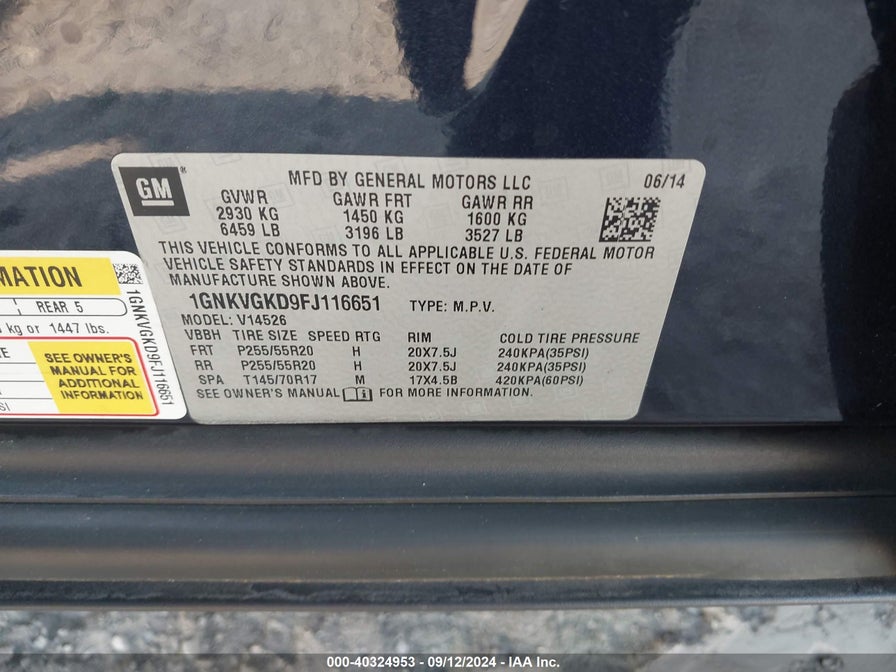 GM
MFD BY GENERAL MOTORS LLC 06/14
GVWR GAWR FRT GAWR RR
2930 KG 1450 KG 1600 KG
6459 LB 3196 LB 3527 LB
THIS VEHICLE CONFORMS TO ALL APPLICABLE U.S. FEDERAL MOTOR
VEHICLE SAFETY STANDARDS IN EFFECT ON THE DATE OF
MANUFACTURE SHOWN ABOVE.
1GNKVGKD9FJ116651 TYPE: M.P.V.
MODEL: V14526
VBBH TIRE SIZE SPEED RTG RIM COLD TIRE PRESSURE
FRT P255/55R20 H 20X7.5J 240KPA(35PSI)
RR P255/55R20 H 20X7.5J 240KPA(35PSI)
SPA T145/70R17 M 17X4.5B 420KPA(60PSI)
SEE OWNER'S MANUAL FOR MORE INFORMATION.
MATION
REAR 5
kg or 1447 lbs.
SEE OWNER'S
MANUAL FOR
ADDITIONAL
INFORMATION
1GNKVGKD9FJ116651
000-40324953 - 09/12/2024 - IAA Inc.